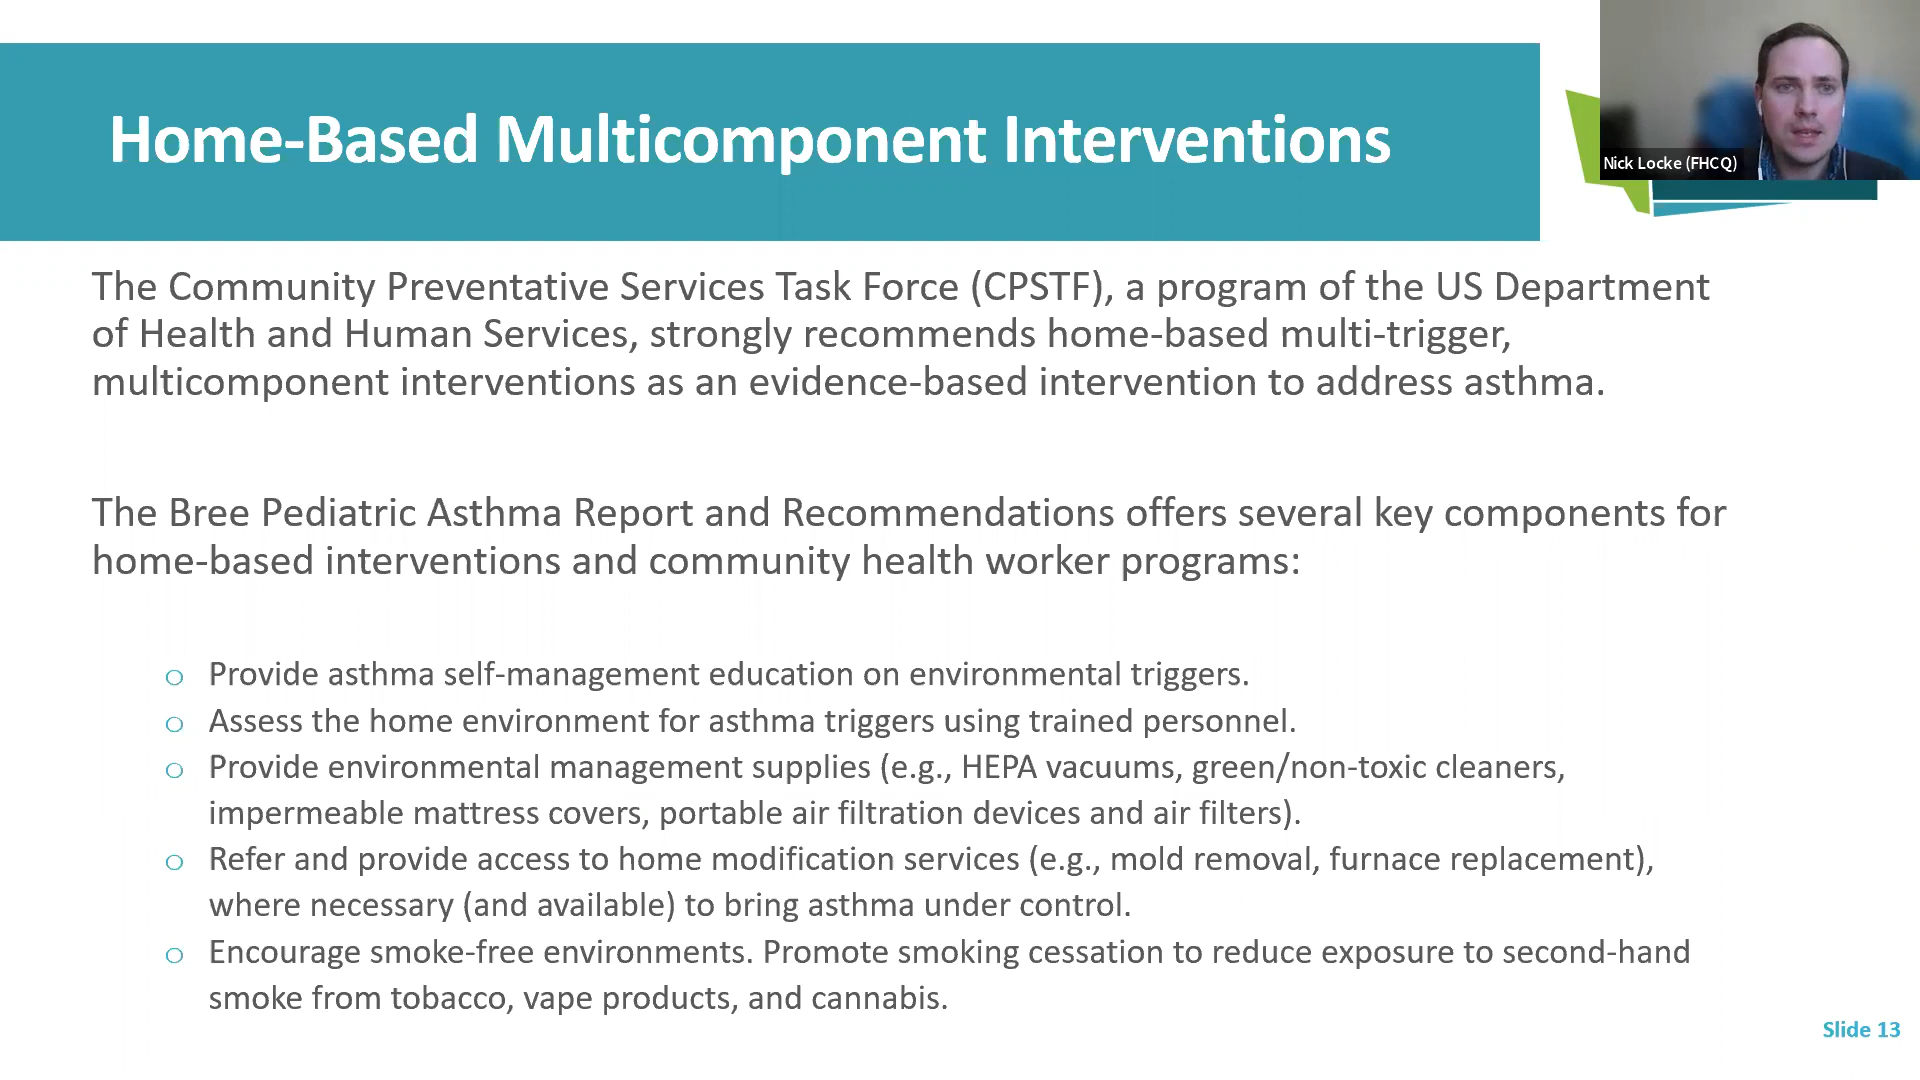 Home-Based Multicomponent Interventions
Nick Locke (FHCQ)
The Community Preventative Services Task Force (CPSTF), a program of the US Department
of Health and Human Services, strongly recommends home-based multi-trigger,
multicomponent interventions as an evidence-based intervention to address asthma.
The Bree Pediatric Asthma Report and Recommendations offers several key components for
home-based interventions and community health worker programs:
o Provide asthma self-management education on environmental triggers.
o Assess the home environment for asthma triggers using trained personnel.
o Provide environmental management supplies (e.g., HEPA vacuums, green/non-toxic cleaners,
impermeable mattress covers, portable air filtration devices and air filters).
o Refer and provide access to home modification services (e.g., mold removal, furnace replacement),
where necessary (and available) to bring asthma under control.
o Encourage smoke-free environments. Promote smoking cessation to reduce exposure to second-hand
smoke from tobacco, vape products, and cannabis.
Slide 13